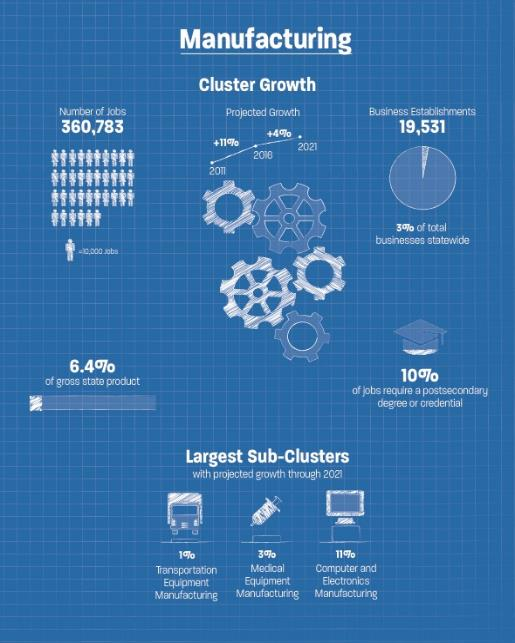 Manufacturing
Cluster Growth
Number of Jobs
360,783
=10,000 Jobs
Projected Growth
+11%
+4%
2011
2016
2021
Business Establishments
19,531
3% of total
businesses statewide
6.4%
of gross state product
10%
of jobs require a postsecondary
degree or credential
Largest Sub-Clusters
with projected growth through 2021
1%
Transportation
Equipment
Manufacturing
3%
Medical
Equipment
Manufacturing
11%
Computer and
Electronics
Manufacturing